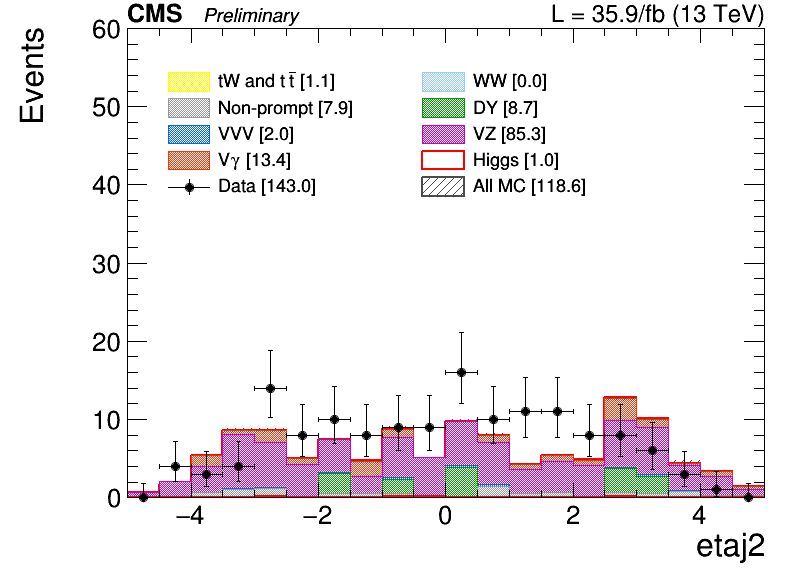 CMS Preliminary L = 35.9/fb (13 TeV)
Events
60
50
40
30
20
10
0
tW and t t̄ [1.1]
Non-prompt [7.9]
VVV [2.0]
Vγ [13.4]
Data [143.0]
WW [0.0]
DY [8.7]
VZ [85.3]
Higgs [1.0]
All MC [118.6]
−4 −2 0 2 4
etaj2